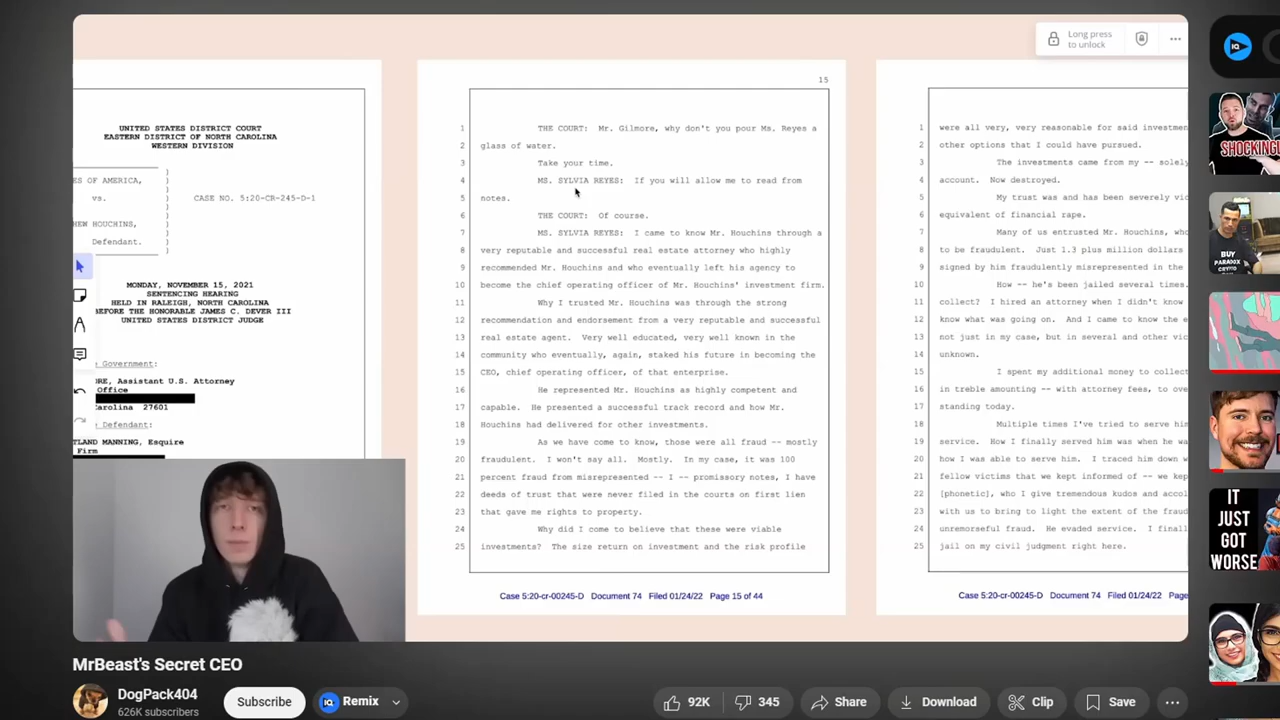 Long press
to unlock
UNITED STATES DISTRICT COURT
EASTERN DISTRICT OF NORTH CAROLINA
WESTERN DIVISION
ES OF AMERICA,
vs.
CASE NO. 5:20-CR-245-D-1
HEW HOUCHINS,
Defendant.
MONDAY, NOVEMBER 15, 2021
SENTENCING HEARING
HELD IN RALEIGH, NORTH CAROLINA
BEFORE THE HONORABLE JAMES C. DEVER III
UNITED STATES DISTRICT JUDGE
Government:
ORE, Assistant U.S. Attorney
Office
Carolina 27601
Defendant:
TLAND MANNING, Esquire
Firm
15
1 THE COURT: Mr. Gilmore, why don't you pour Ms. Reyes a
2 glass of water.
3 Take your time.
4 MS. SYLVIA REYES: If you will allow me to read from
5 notes.
6 THE COURT: Of course.
7 MS. SYLVIA REYES: I came to know Mr. Houchins through a
8 very reputable and successful real estate attorney who highly
9 recommended Mr. Houchins and who eventually left his agency to
10 become the chief operating officer of Mr. Houchins' investment firm.
11 Why I trusted Mr. Houchins was through the strong
12 recommendation and endorsement from a very reputable and successful
13 real estate agent. Very well educated, very well known in the
14 community who eventually, again, staked his future in becoming the
15 CEO, chief operating officer, of that enterprise.
16 He represented Mr. Houchins as highly competent and
17 capable. He presented a successful track record and how Mr.
18 Houchins had delivered for other investments.
19 As we have come to know, those were all fraud -- mostly
20 fraudulent. I won't say all. Mostly. In my case, it was 100
21 percent fraud from misrepresented -- I -- promissory notes, I have
22 deeds of trust that were never filed in the courts on first lien
23 that gave me rights to property.
24 Why did I come to believe that these were viable
25 investments? The size return on investment and the risk profile
Case 5:20-cr-00245-D Document 74 Filed 01/24/22 Page 15 of 44
1 were all very, very reasonable for said investmen
2 other options that I could have pursued.
3 The investments came from my -- solely
4 account. Now destroyed.
5 My trust was and has been severely vic
6 equivalent of financial rape.
7 Many of us entrusted Mr. Houchins, who
8 to be fraudulent. Just 1.3 plus million dollars
9 signed by him fraudulently misrepresented in the
10 How -- he's been jailed several times.
11 collect? I hired an attorney when I didn't know
12 know what was going on. And I came to know the e
13 not just in my case, but in several and other vic
14 unknown.
15 I spent my additional money to collect
16 in treble amounting -- with attorney fees, to ove
17 standing today.
18 Multiple times I've tried to serve him
19 service. How I finally served him was when he wa
20 how I was able to serve him. I traced him down w
21 fellow victims that we kept informed of -- we kep
22 [phonetic], who I give tremendous kudos and accol
23 with us to bring to light the extent of the fraud
24 unremorseful fraud. He evaded service. I finall
25 jail on my civil judgment right here.
Case 5:20-cr-00245-D Document 74 Filed 01/24/22 Pag
IQ
SHOCKING
BUY
PARADOX
CRYPTO
IT
JUST
GOT
WORSE
MrBeast's Secret CEO
DogPack404
626K subscribers
Subscribe
IQ
Remix
92K
345
Share
Download
Clip
Save